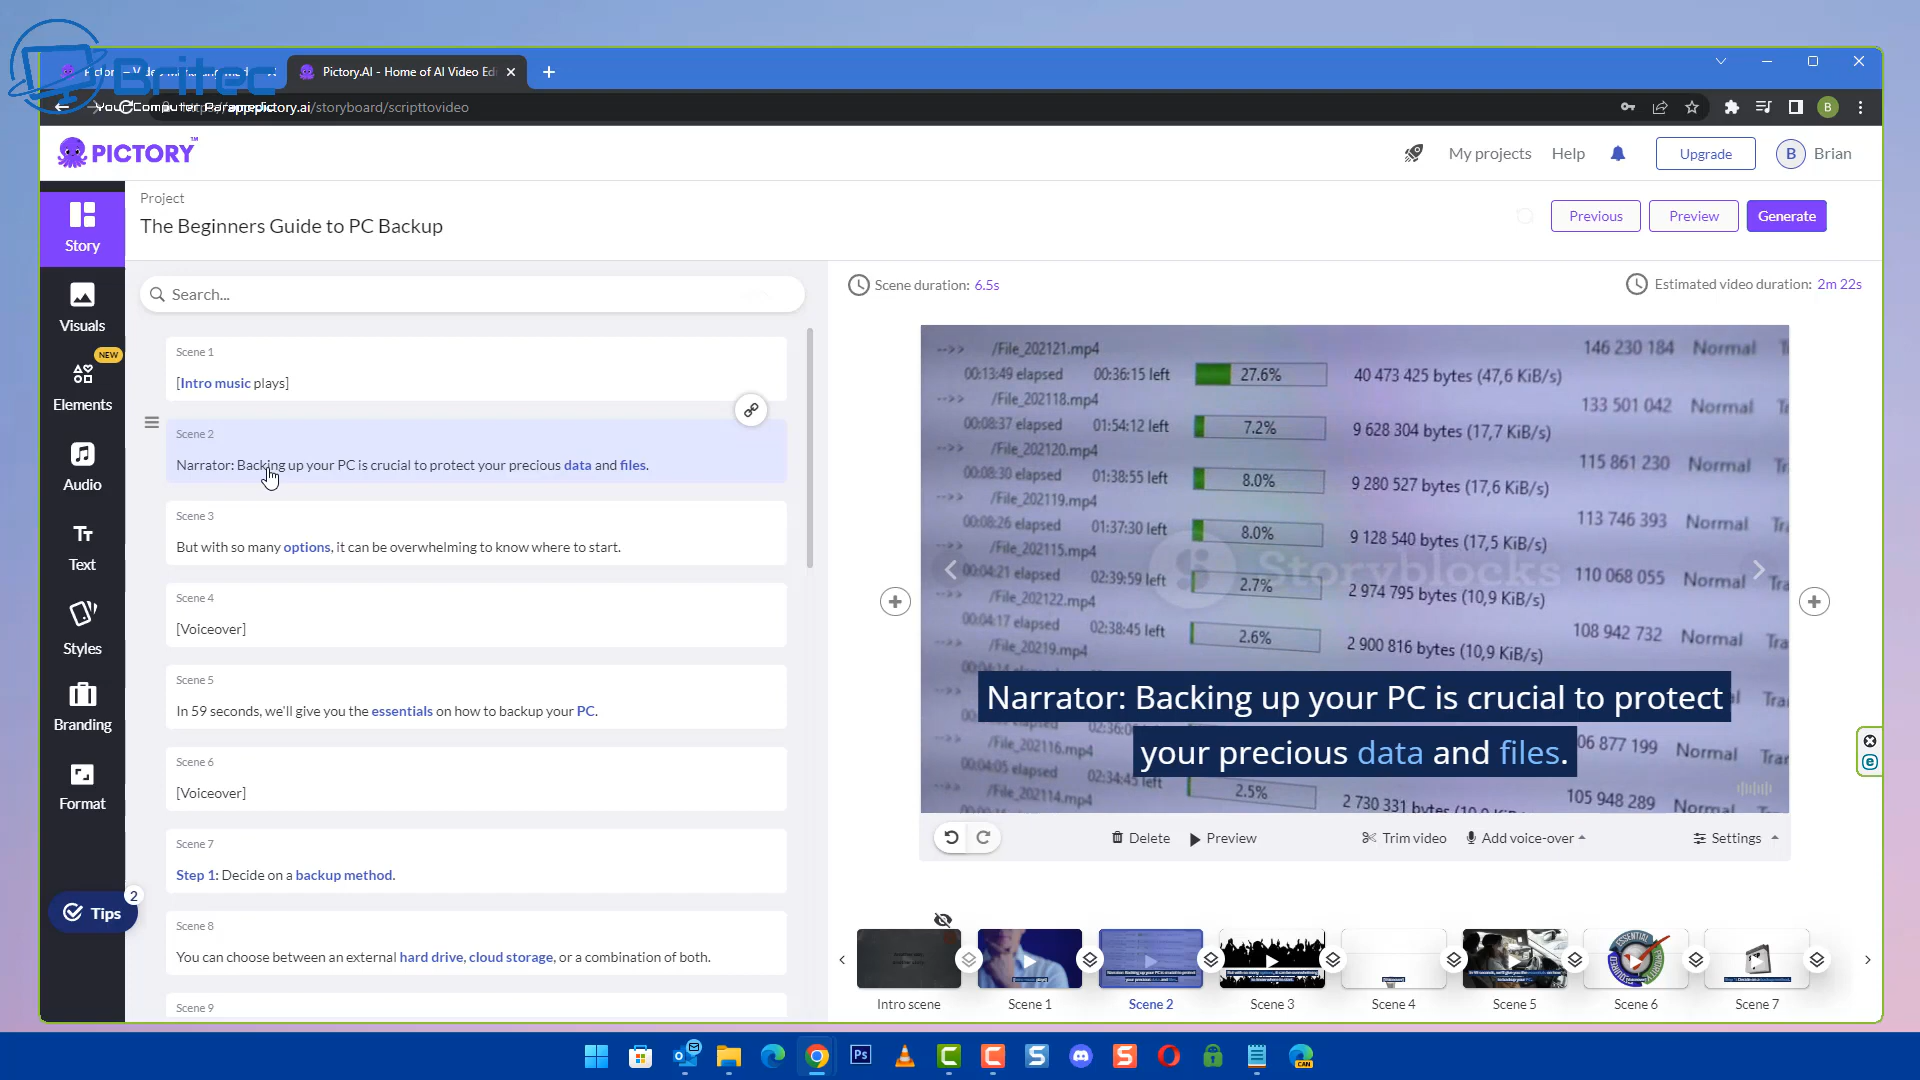 Britec
Your Computer Paramedic
Pictory.AI - Home of AI Video Edi
app.pictory.ai/storyboard/scripttovideo
PICTORY™
My projects
Help
Upgrade
B
Brian
Project
The Beginners Guide to PC Backup
Previous
Preview
Generate
Story
Visuals
NEW
Elements
Audio
Text
Styles
Branding
Format
2
Tips
Search...
Scene 1
[Intro music plays]
Scene 2
Narrator: Backing up your PC is crucial to protect your precious data and files.
Scene 3
But with so many options, it can be overwhelming to know where to start.
Scene 4
[Voiceover]
Scene 5
In 59 seconds, we'll give you the essentials on how to backup your PC.
Scene 6
[Voiceover]
Scene 7
Step 1: Decide on a backup method.
Scene 8
You can choose between an external hard drive, cloud storage, or a combination of both.
Scene 9
Scene duration: 6.5s
Estimated video duration: 2m 22s
-->> /File_202121.mp4 146 230 184 Normal
00:13:49 elapsed 00:36:15 left 27.6% 40 473 425 bytes (47,6 KiB/s)
-->> /File_202118.mp4 133 501 042 Normal
00:08:37 elapsed 01:54:12 left 7.2% 9 628 304 bytes (17,7 KiB/s)
-->> /File_202120.mp4 115 861 230 Normal
00:08:30 elapsed 01:38:55 left 8.0% 9 280 527 bytes (17,6 KiB/s)
-->> /File_202119.mp4 113 746 393 Normal
00:08:26 elapsed 01:37:30 left 8.0% 9 128 540 bytes (17,5 KiB/s)
/File_202115.mp4 110 068 055 Normal
00:04:21 elapsed 02:39:59 left 2.7% 2 974 795 bytes (10,9 KiB/s)
/File_202122.mp4 108 942 732 Normal
00:04:17 elapsed 02:38:45 left 2.6% 2 900 816 bytes (10,9 KiB/s)
/File_20219.mp4
Storyblocks
Narrator: Backing up your PC is crucial to protect
your precious data and files.
06 877 199 Normal
/File_202116.mp4
00:04:05 elapsed 02:34:45 left 2.5% 2 730 331 bytes
/File_202114.mp4 105 948 289 Normal
Delete
Preview
Trim video
Add voice-over
Settings
Intro scene
Scene 1
Scene 2
Scene 3
Scene 4
Scene 5
Scene 6
Scene 7
Ps
CAN